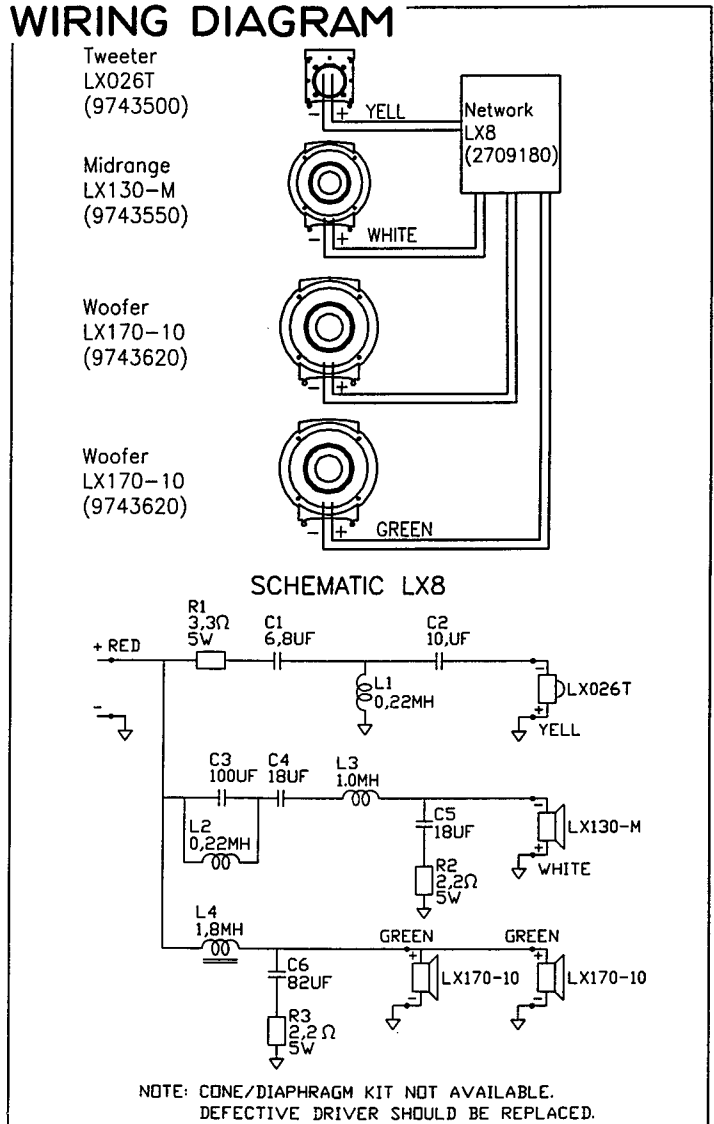 WIRING DIAGRAM
Tweeter
LX026T
(9743500)
- + YELL
Network
LX8
(2709180)
Midrange
LX130-M
(9743550)
- + WHITE
Woofer
LX170-10
(9743620)
- +
Woofer
LX170-10
(9743620)
- + GREEN
SCHEMATIC LX8
+ RED
-
R1
3,3Ω
5W
C1
6,8UF
C2
10,UF
L1
0,22MH
-
LX026T
+
YELL
C3
100UF
C4
18UF
L3
1.0MH
L2
0,22MH
C5
18UF
R2
2,2Ω
5W
-
LX130-M
+
WHITE
L4
1,8MH
C6
82UF
R3
2,2Ω
5W
GREEN
+
LX170-10
-
GREEN
+
LX170-10
-
NOTE: CONE/DIAPHRAGM KIT NOT AVAILABLE.
DEFECTIVE DRIVER SHOULD BE REPLACED.